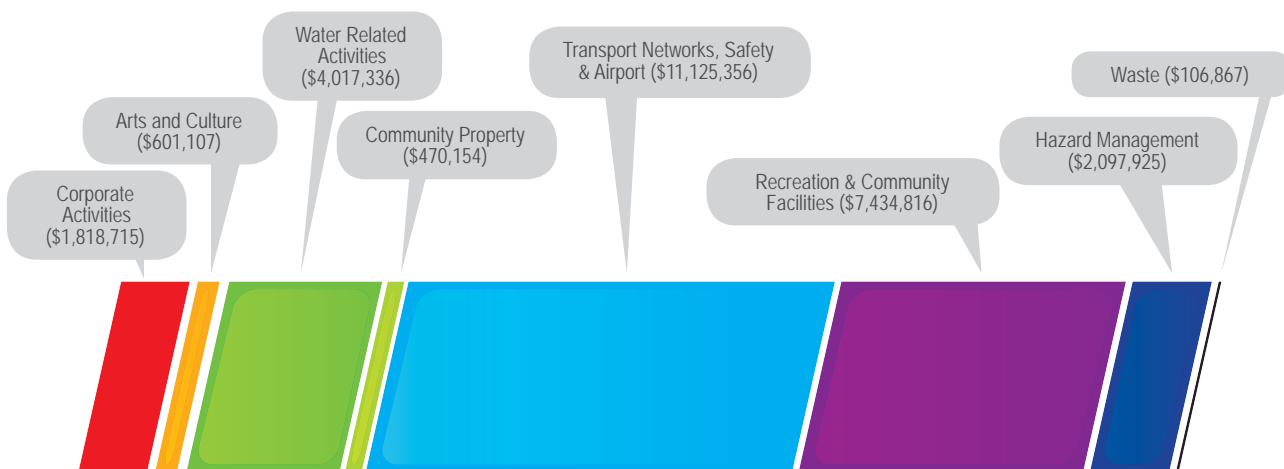 Corporate
Activities
($1,818,715)
Arts and Culture
($601,107)
Water Related
Activities
($4,017,336)
Community Property
($470,154)
Transport Networks, Safety
& Airport ($11,125,356)
Recreation & Community
Facilities ($7,434,816)
Hazard Management
($2,097,925)
Waste ($106,867)